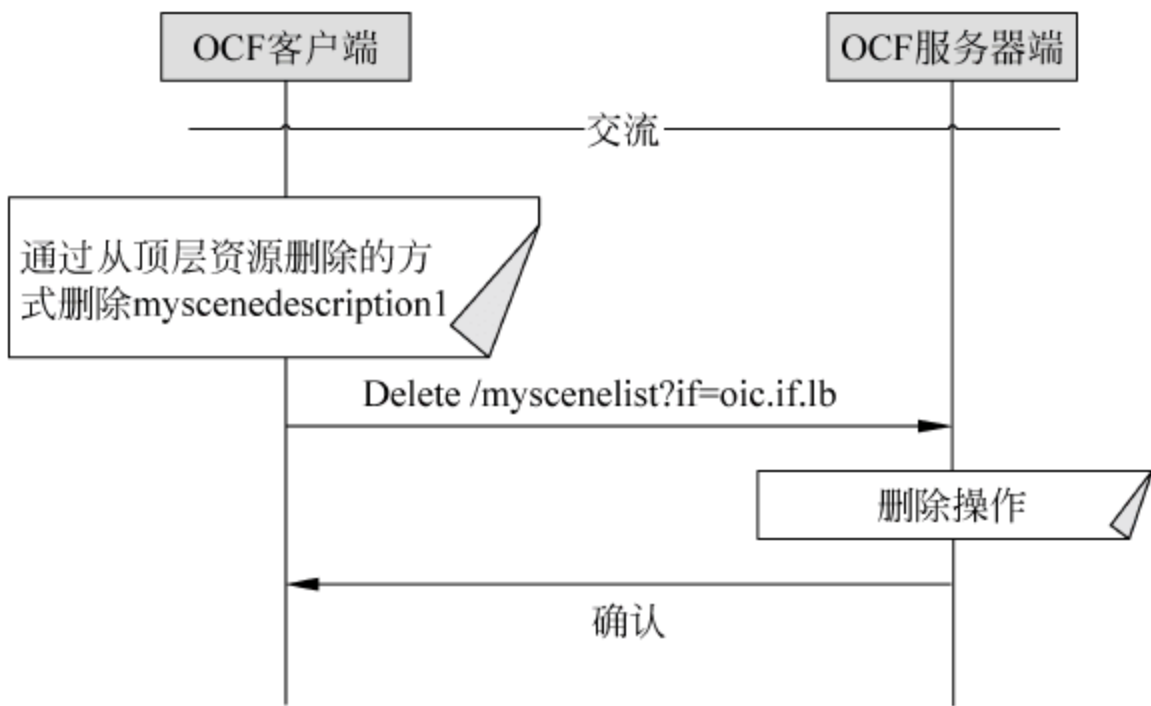 OCF客户端
OCF服务器端
交流
通过从顶层资源删除的方
式删除myscenedescription1
Delete /myscenelist?if=oic.if.lb
删除操作
确认